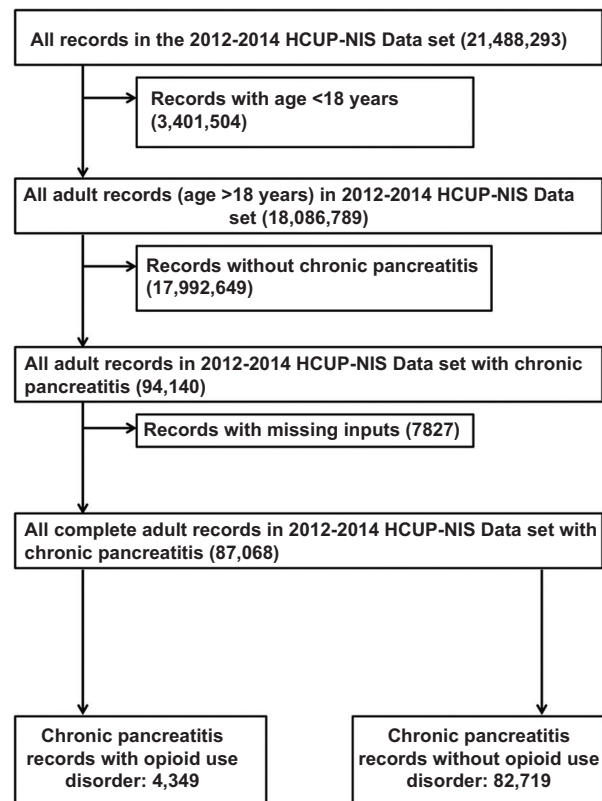 All records in the 2012-2014 HCUP-NIS Data set (21,488,293)
Records with age <18 years
(3,401,504)
All adult records (age >18 years) in 2012-2014 HCUP-NIS Data
set (18,086,789)
Records without chronic pancreatitis
(17,992,649)
All adult records in 2012-2014 HCUP-NIS Data set with chronic
pancreatitis (94,140)
Records with missing inputs (7827)
All complete adult records in 2012-2014 HCUP-NIS Data set with
chronic pancreatitis (87,068)
Chronic pancreatitis
records with opioid use
disorder: 4,349
Chronic pancreatitis
records without opioid use
disorder: 82,719